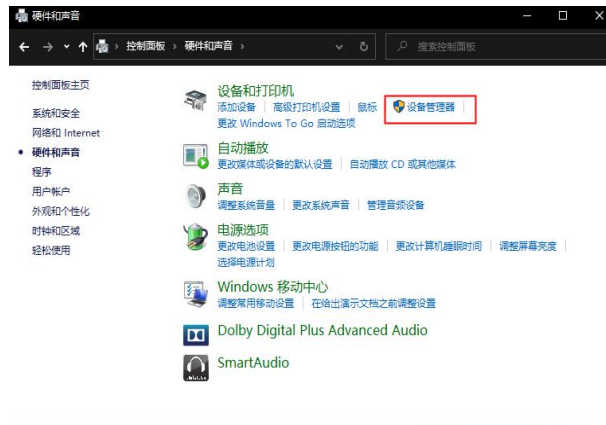 硬件和声音
控制面板 › 硬件和声音 ›
搜索控制面板
控制面板主页
系统和安全
网络和 Internet
硬件和声音
程序
用户帐户
外观和个性化
时钟和区域
轻松使用
设备和打印机
添加设备 高级打印机设置 鼠标 设备管理器
更改 Windows To Go 启动选项
自动播放
更改媒体或设备的默认设置 自动播放 CD 或其他媒体
声音
调整系统音量 更改系统声音 管理音频设备
电源选项
更改电池设置 更改电源按钮的功能 更改计算机睡眠时间 调整屏幕亮度
选择电源计划
Windows 移动中心
调整常用移动设置 在给出演示文档之前调整设置
Dolby Digital Plus Advanced Audio
SmartAudio